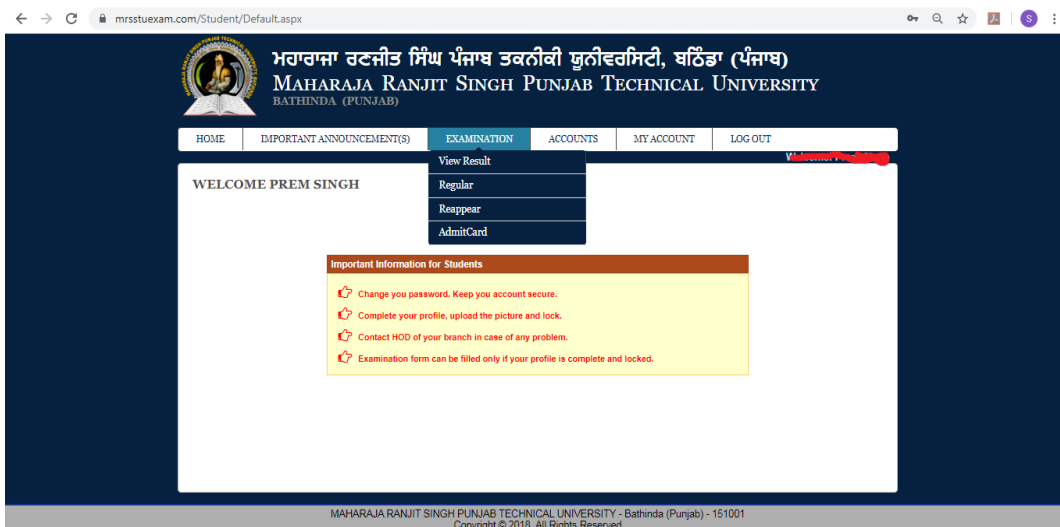 mrsstuexam.com/Student/Default.aspx
S
ਮਹਾਰਾਜਾ ਰਣਜੀਤ ਸਿੰਘ ਪੰਜਾਬ ਤਕਨੀਕੀ ਯੂਨੀਵਰਸਿਟੀ, ਬਠਿੰਡਾ (ਪੰਜਾਬ)
MAHARAJA RANJIT SINGH PUNJAB TECHNICAL UNIVERSITY
BATHINDA (PUNJAB)
HOME IMPORTANT ANNOUNCEMENT(S) EXAMINATION ACCOUNTS MY ACCOUNT LOG OUT
View Result
Regular
Reappear
AdmitCard
WELCOME PREM SINGH
Important Information for Students
Change you password. Keep you account secure.
Complete your profile, upload the picture and lock.
Contact HOD of your branch in case of any problem.
Examination form can be filled only if your profile is complete and locked.
MAHARAJA RANJIT SINGH PUNJAB TECHNICAL UNIVERSITY - Bathinda (Punjab) - 151001
Copyright © 2018. All Rights Reserved